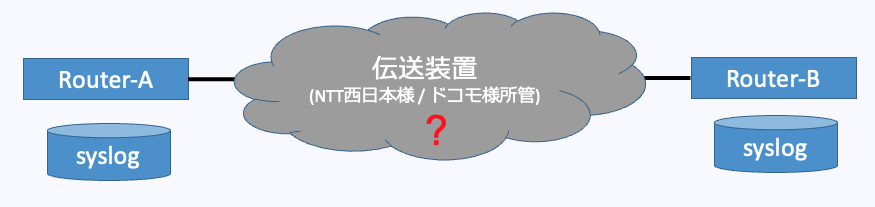 Router-A
伝送装置
(NTT西日本様 / ドコモ様所管)
?
Router-B
syslog
syslog